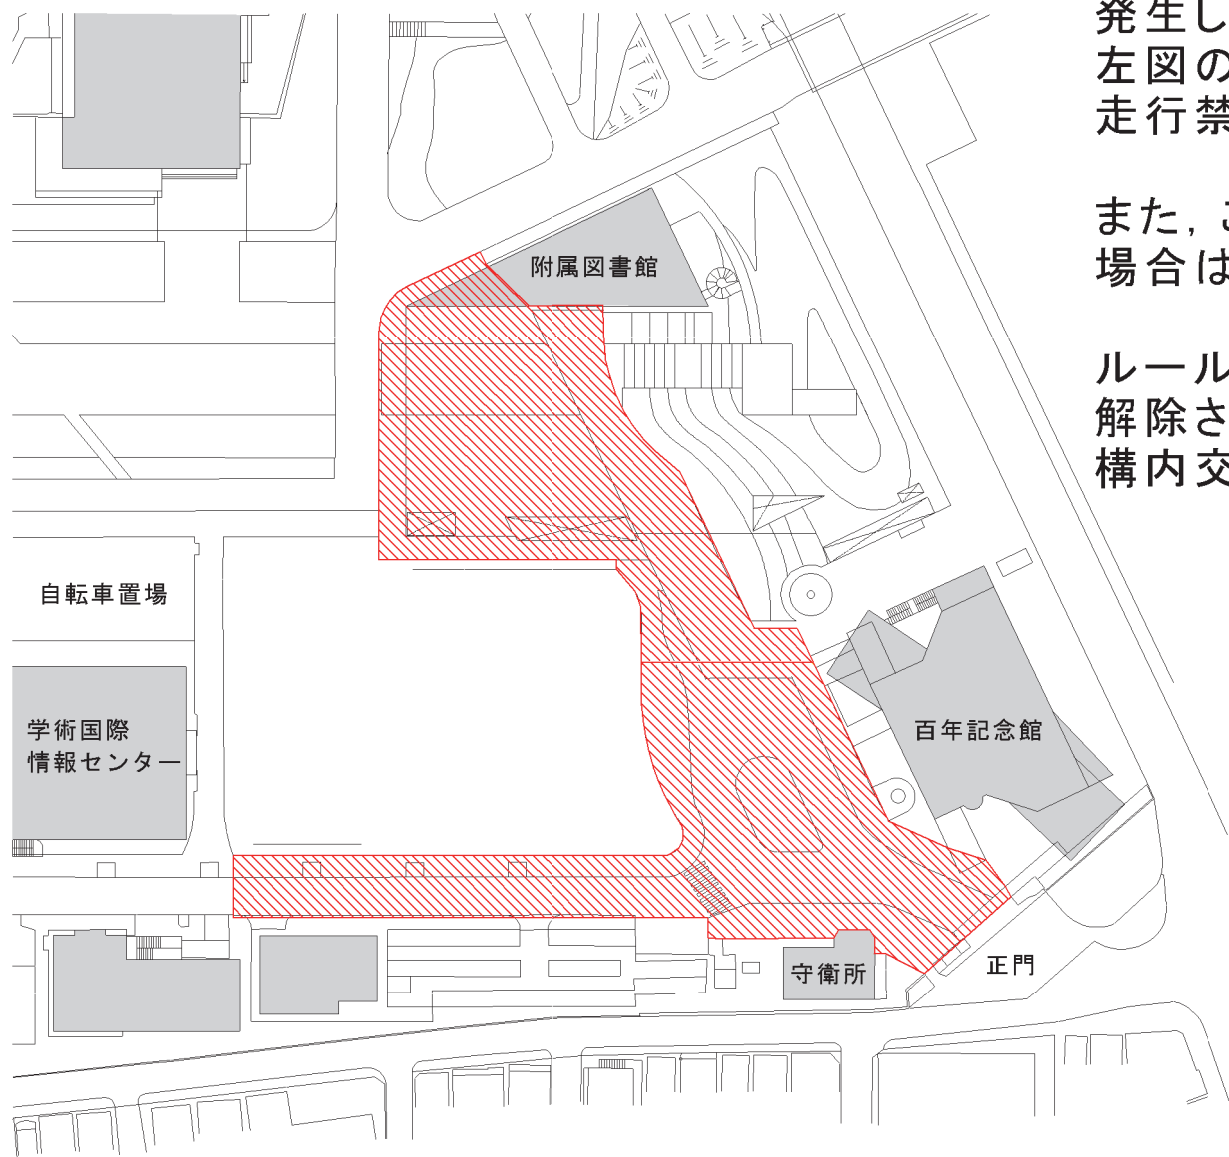 発生し
左図の
走行禁
また，
場合は
ルール
解除さ
構内交
附属図書館
自転車置場
学術国際
情報センター
百年記念館
守衛所
正門